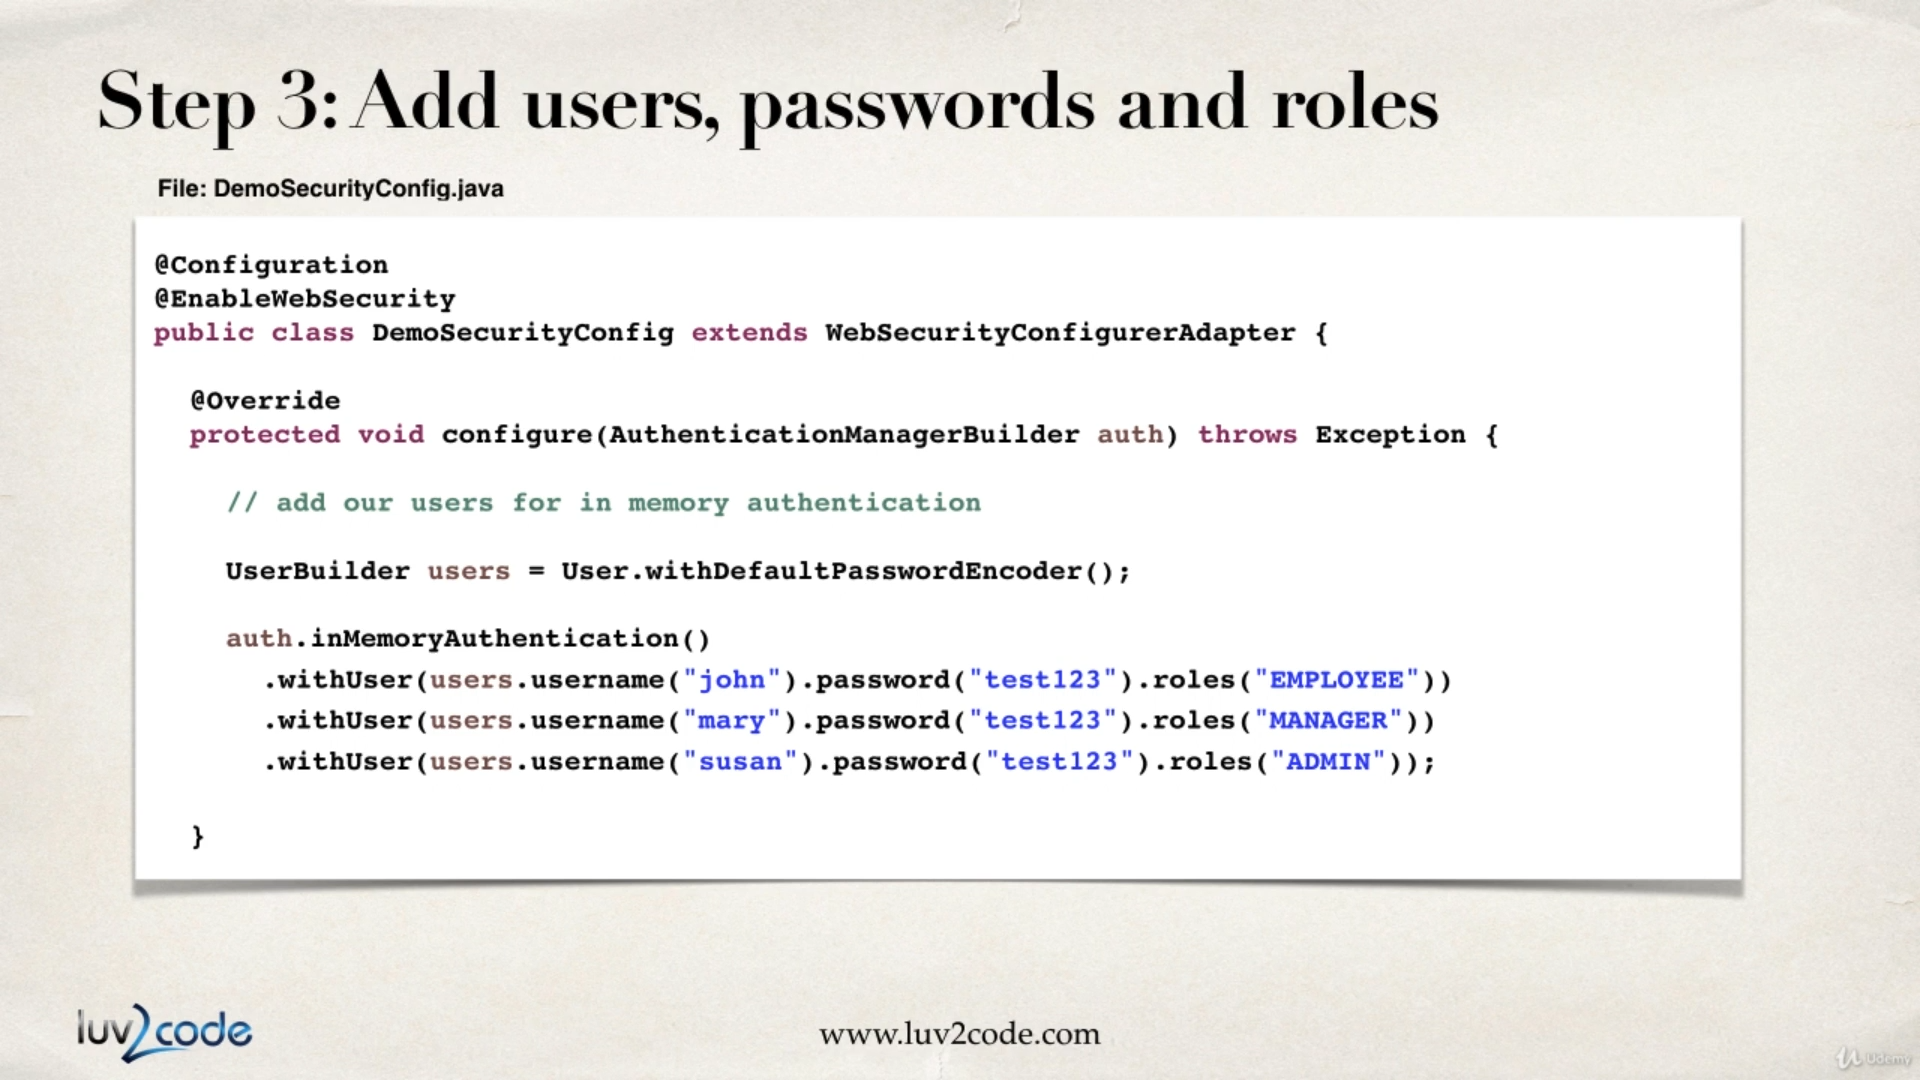 Step 3: Add users, passwords and roles
File: DemoSecurityConfig.java
@Configuration
@EnableWebSecurity
public class DemoSecurityConfig extends WebSecurityConfigurerAdapter {
@Override
protected void configure(AuthenticationManagerBuilder auth) throws Exception {
// add our users for in memory authentication
UserBuilder users = User.withDefaultPasswordEncoder();
auth.inMemoryAuthentication()
.withUser(users.username("john").password("test123").roles("EMPLOYEE"))
.withUser(users.username("mary").password("test123").roles("MANAGER"))
.withUser(users.username("susan").password("test123").roles("ADMIN"));
}
luv2code
www.luv2code.com
Udemy